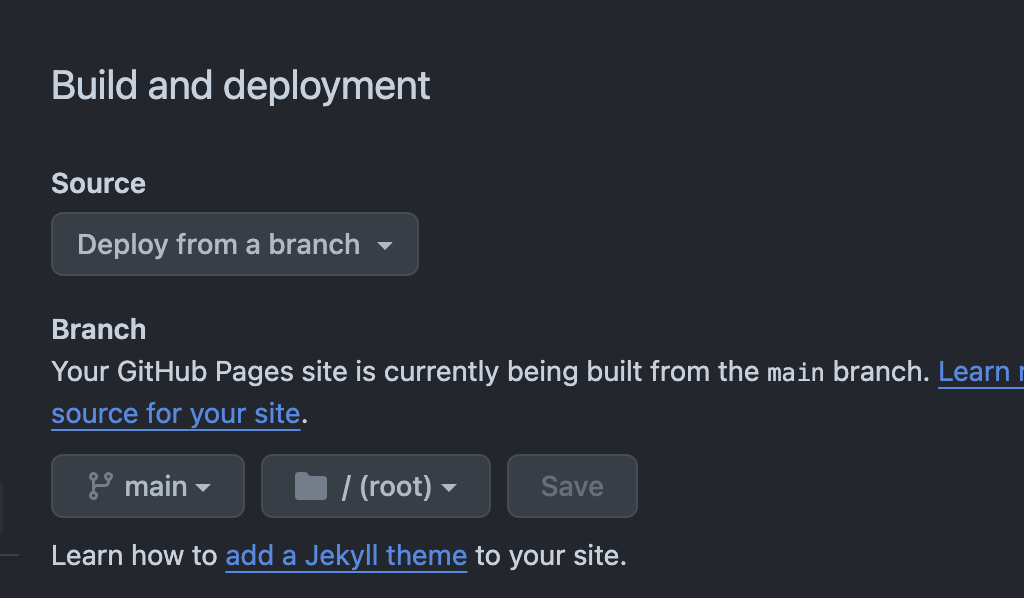 Build and deployment
Source
Deploy from a branch
Branch
Your GitHub Pages site is currently being built from the main branch. Learn
source for your site.
main
/ (root)
Save
Learn how to add a Jekyll theme to your site.